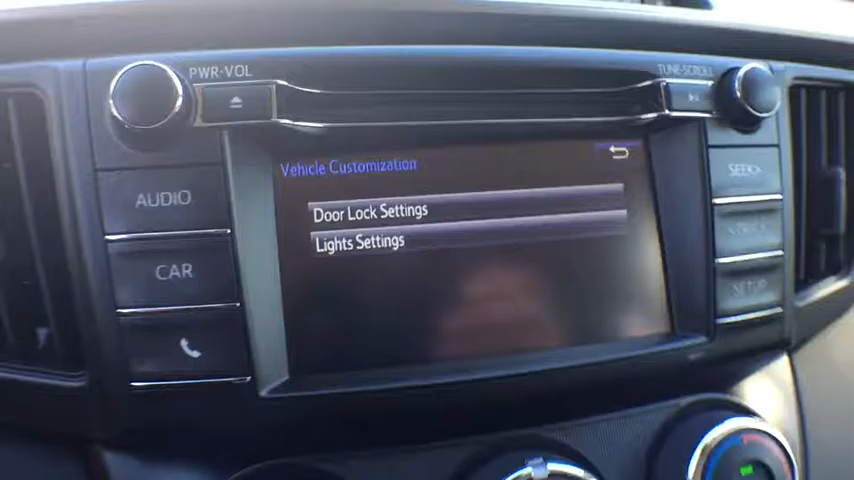 PWR·VOL
TUNE·SCROLL
Vehicle Customization
SEEK
AUDIO
Door Lock Settings
Lights Settings
CAR
SETUP